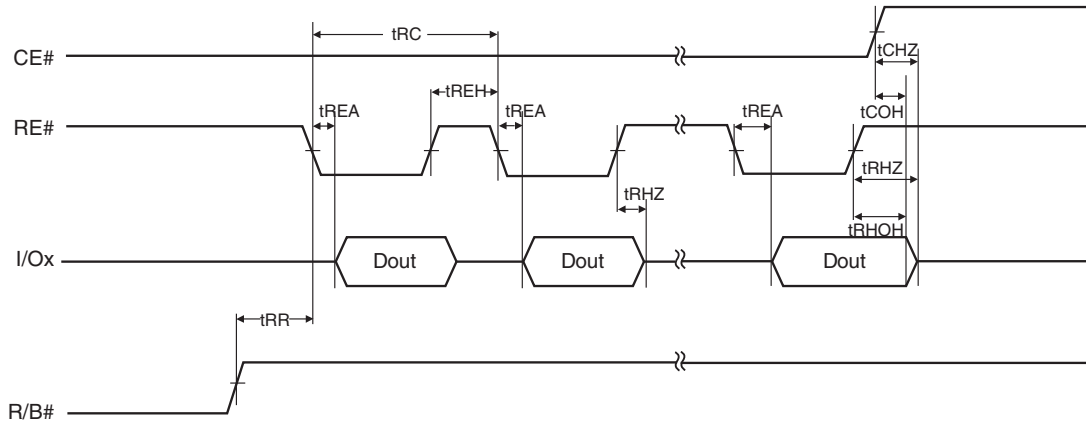 tRC
CE#
tCHZ
tREH
tREA
tREA
tREA
tCOH
RE#
tRHZ
tRHZ
tRHOH
I/Ox
Dout
Dout
Dout
tRR
R/B#